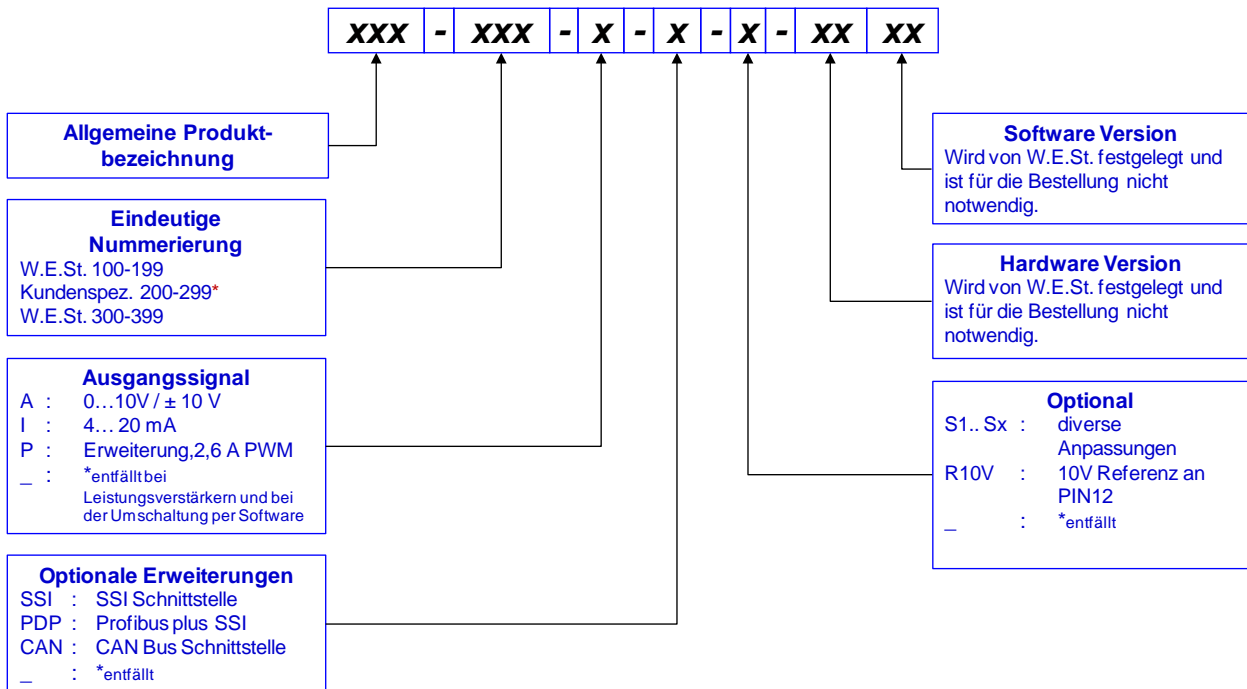 xxx - xxx - x - x - x - xx xx
Allgemeine Produkt-
bezeichnung
Eindeutige
Nummerierung
W.E.St. 100-199
Kundenspez. 200-299*
W.E.St. 300-399
Ausgangssignal
A : 0…10V / ± 10 V
I : 4… 20 mA
P : Erweiterung,2,6 A PWM
_ : *entfällt bei
Leistungsverstärkern und bei
der Umschaltung per Software
Optionale Erweiterungen
SSI : SSI Schnittstelle
PDP : Profibus plus SSI
CAN : CAN Bus Schnittstelle
_ : *entfällt
Software Version
Wird von W.E.St. festgelegt und
ist für die Bestellung nicht
notwendig.
Hardware Version
Wird von W.E.St. festgelegt und
ist für die Bestellung nicht
notwendig.
Optional
S1.. Sx : diverse
Anpassungen
R10V : 10V Referenz an
PIN12
_ : *entfällt